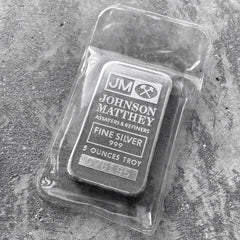 JM
JOHNSON
MATTHEY
ASSAYERS & REFINERS
FINE SILVER
999
5 OUNCES TROY